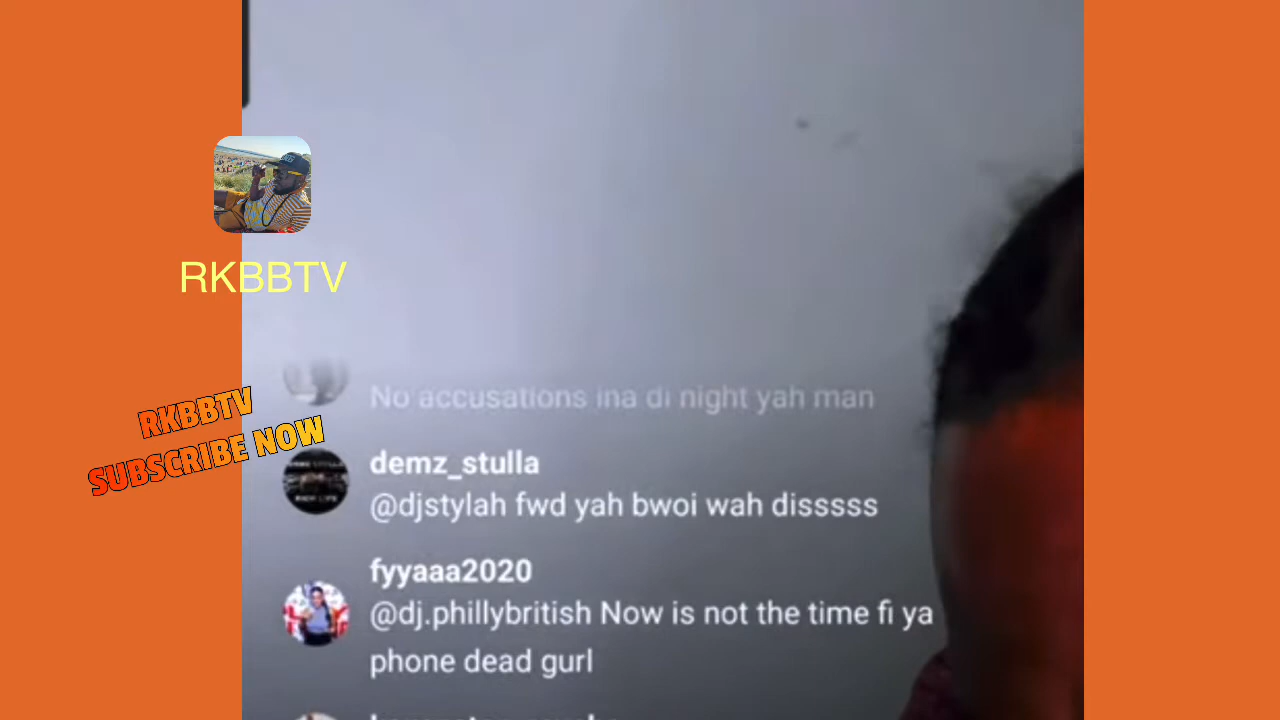 RKBBTV
RKBBTV
SUBSCRIBE NOW
No accusations ina di night yah man
demz_stulla
@djstylah fwd yah bwoi wah disssss
fyyaaa2020
@dj.phillybritish Now is not the time fi ya
phone dead gurl